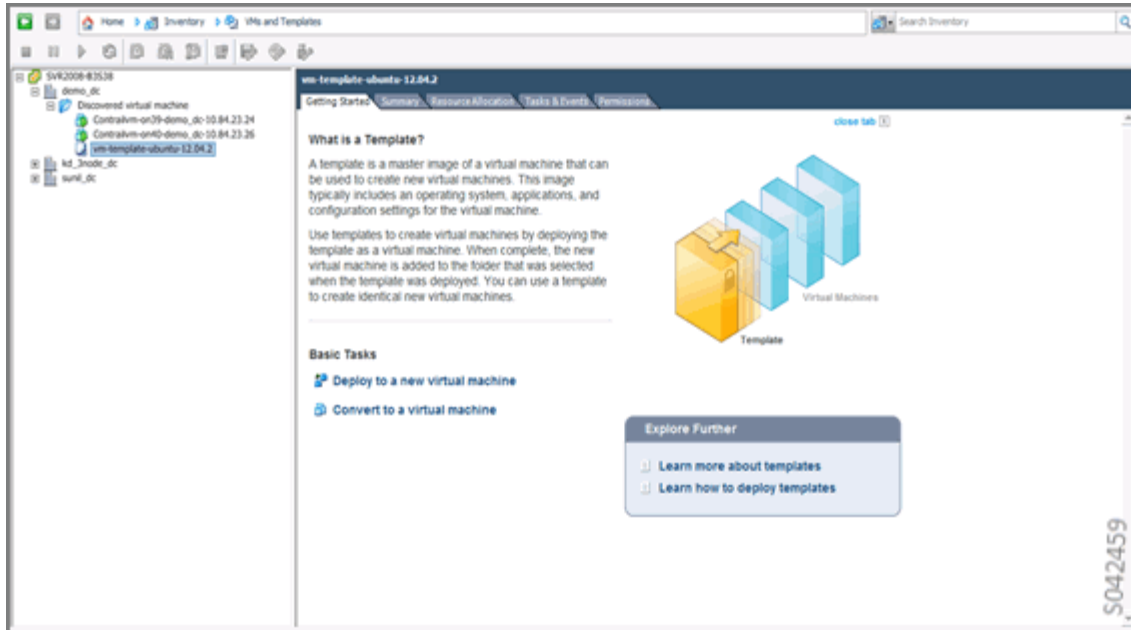 Home Inventory VMs and Templates
Search Inventory
SVR2008-B3S38
demo_dc
Discovered virtual machine
Contrailvm-on39-demo_dc-10.84.23.24
Contrailvm-on40-demo_dc-10.84.23.26
vm-template-ubuntu-12.04.2
kd_3node_dc
sunil_dc
vm-template-ubuntu-12.04.2
Getting Started Summary Resource Allocation Tasks & Events Permissions
close tab
What is a Template?
A template is a master image of a virtual machine that can
be used to create new virtual machines. This image
typically includes an operating system, applications, and
configuration settings for the virtual machine.
Use templates to create virtual machines by deploying the
template as a virtual machine. When complete, the new
virtual machine is added to the folder that was selected
when the template was deployed. You can use a template
to create identical new virtual machines.
Virtual Machines
Template
Basic Tasks
Deploy to a new virtual machine
Convert to a virtual machine
Explore Further
Learn more about templates
Learn how to deploy templates
S042459